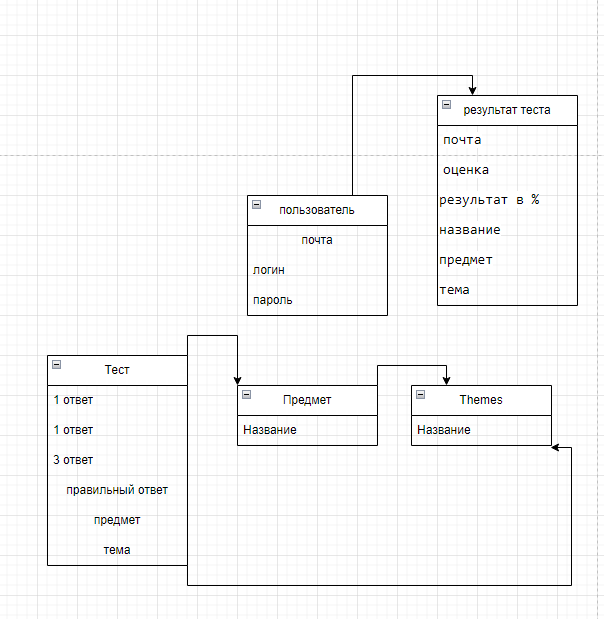 результат теста
почта
оценка
результат в %
название
предмет
тема
пользователь
почта
логин
пароль
Тест
1 ответ
1 ответ
3 ответ
правильный ответ
предмет
тема
Предмет
Название
Themes
Название